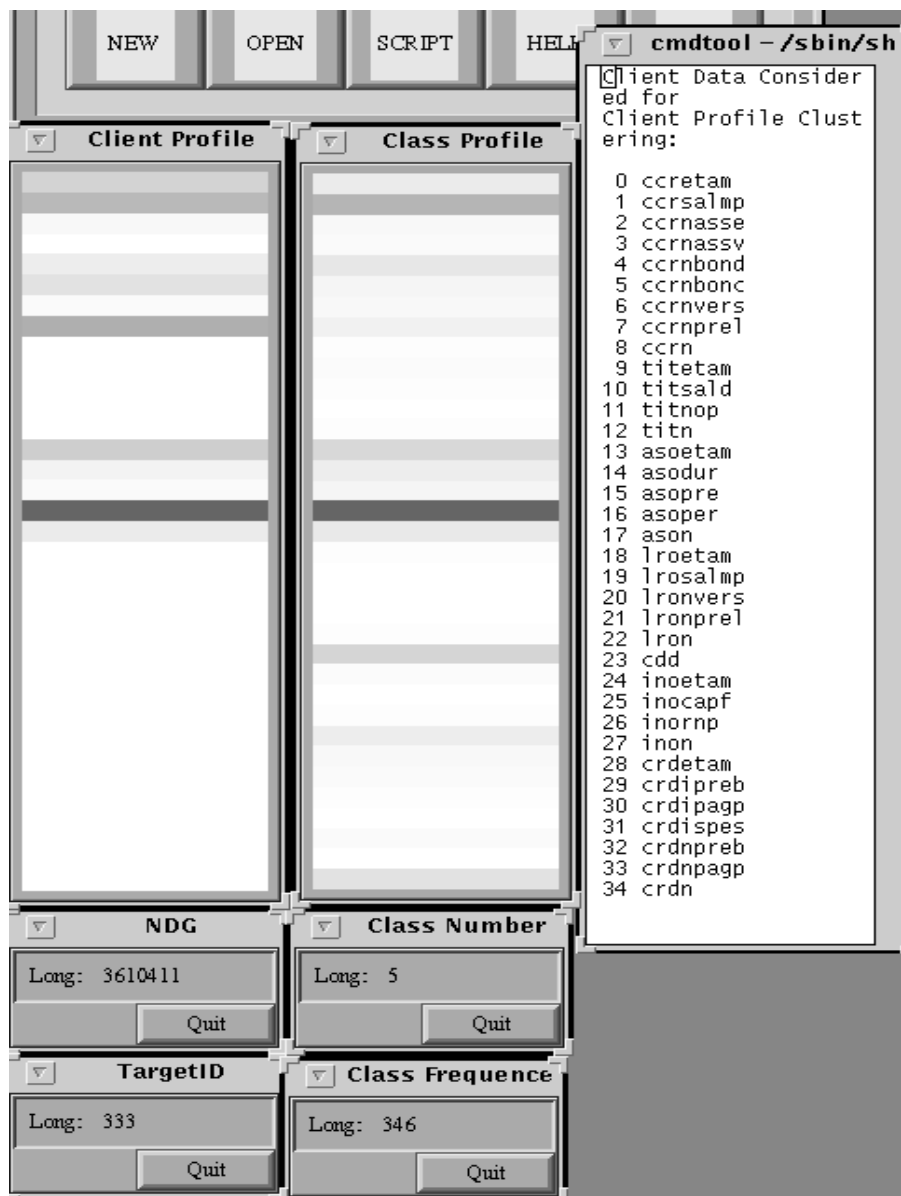 NEW OPEN SCRIPT HELP
cmdtool – /sbin/sh
Client Data Consider
ed for
Client Profile Clust
ering:
0 ccretam
1 ccrsalmp
2 ccrnasse
3 ccrnassv
4 ccrnbond
5 ccrnbonc
6 ccrnvers
7 ccrnprel
8 ccrn
9 titetam
10 titsald
11 titnop
12 titn
13 asoetam
14 asodur
15 asopre
16 asoper
17 ason
18 lroetam
19 lrosalmp
20 lronvers
21 lronprel
22 lron
23 cdd
24 inoetam
25 inocapf
26 inornp
27 inon
28 crdetam
29 crdipreb
30 crdipagp
31 crdispes
32 crdnpreb
33 crdnpagp
34 crdn
Client Profile
Class Profile
NDG
Long: 3610411
Quit
Class Number
Long: 5
Quit
TargetID
Long: 333
Quit
Class Frequence
Long: 346
Quit